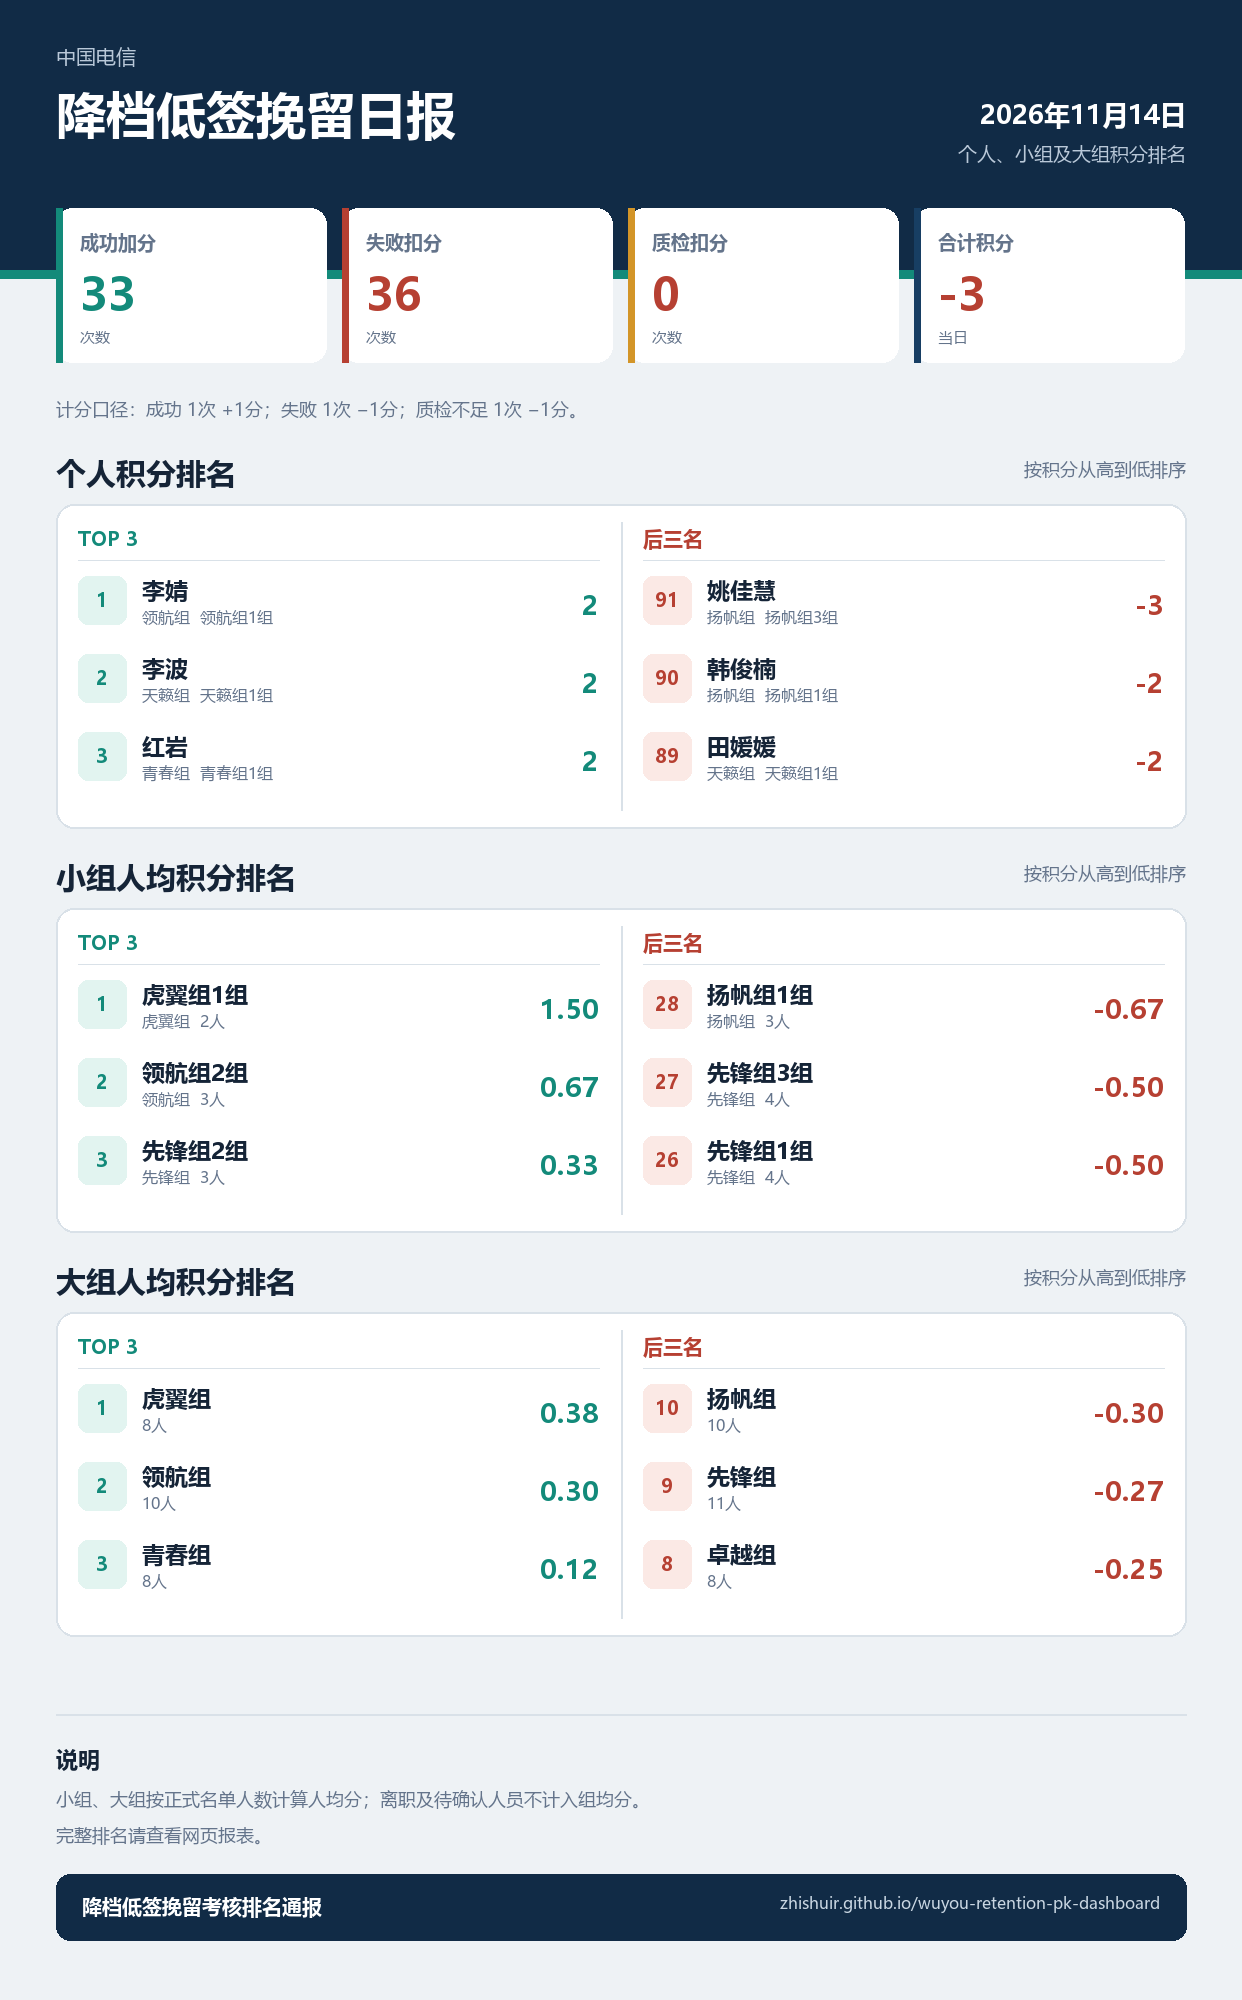 中国电信
降档低签挽留日报
2026年11月14日
个人、小组及大组积分排名
成功加分
33
次数
失败扣分
36
次数
质检扣分
0
次数
合计积分
-3
当日
计分口径：成功 1次 +1分；失败 1次 −1分；质检不足 1次 −1分。
个人积分排名
按积分从高到低排序
TOP 3
1
李婧
领航组 领航组1组
2
2
李波
天籁组 天籁组1组
2
3
红岩
青春组 青春组1组
2
后三名
91
姚佳慧
扬帆组 扬帆组3组
-3
90
韩俊楠
扬帆组 扬帆组1组
-2
89
田媛媛
天籁组 天籁组1组
-2
小组人均积分排名
按积分从高到低排序
TOP 3
1
虎翼组1组
虎翼组 2人
1.50
2
领航组2组
领航组 3人
0.67
3
先锋组2组
先锋组 3人
0.33
后三名
28
扬帆组1组
扬帆组 3人
-0.67
27
先锋组3组
先锋组 4人
-0.50
26
先锋组1组
先锋组 4人
-0.50
大组人均积分排名
按积分从高到低排序
TOP 3
1
虎翼组
8人
0.38
2
领航组
10人
0.30
3
青春组
8人
0.12
后三名
10
扬帆组
10人
-0.30
9
先锋组
11人
-0.27
8
卓越组
8人
-0.25
说明
小组、大组按正式名单人数计算人均分；离职及待确认人员不计入组均分。
完整排名请查看网页报表。
降档低签挽留考核排名通报
zhishuir.github.io/wuyou-retention-pk-dashboard